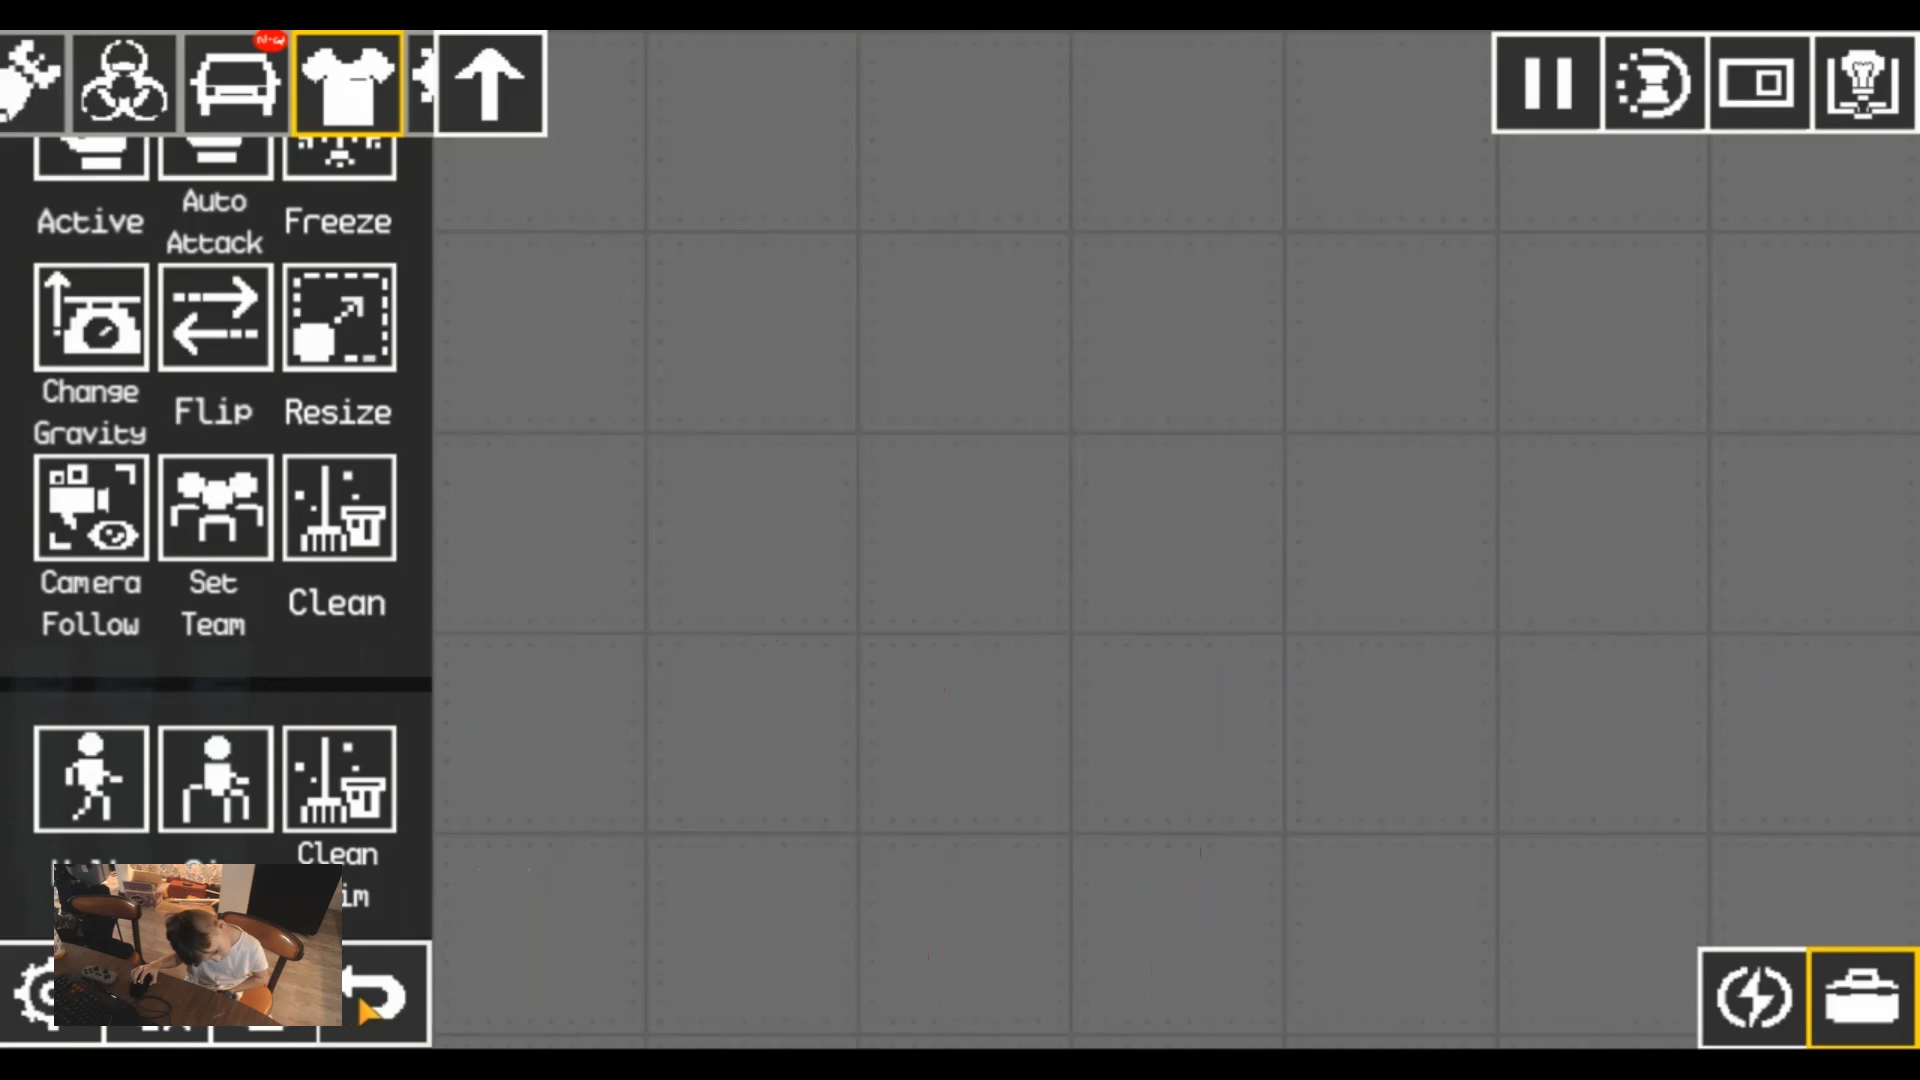 Active
Auto
Attack
Freeze
Change
Gravity
Flip
Resize
Camera
Follow
Set
Team
Clean
Clean